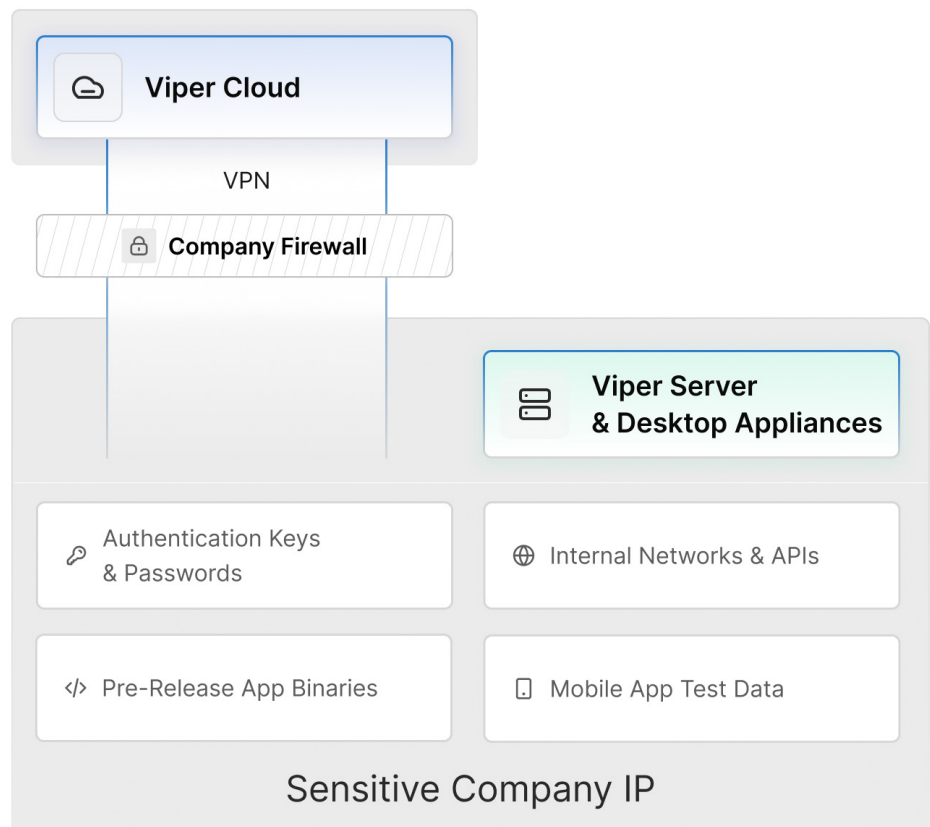 Viper Cloud
VPN
Company Firewall
Viper Server
& Desktop Appliances
Authentication Keys
& Passwords
Internal Networks & APIs
Pre-Release App Binaries
Mobile App Test Data
Sensitive Company IP